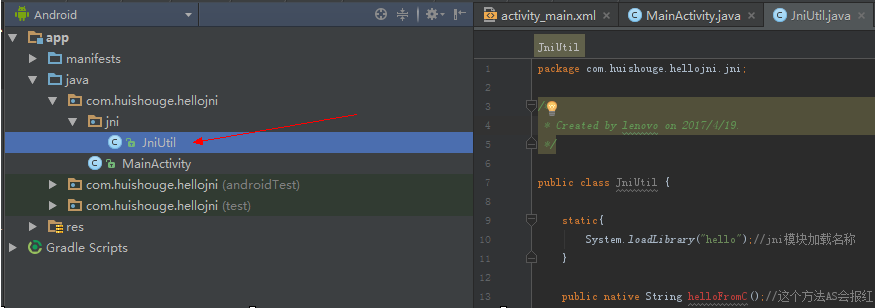 Android
app
manifests
java
com.huishouge.hellojni
jni
JniUtil
MainActivity
com.huishouge.hellojni (androidTest)
com.huishouge.hellojni (test)
res
Gradle Scripts
activity_main.xml
MainActivity.java
JniUtil.java
JniUtil
1 package com.huishouge.hellojni.jni;
2
3 /
4 * Created by lenovo on 2017/4/19.
5 */
6
7 public class JniUtil {
8
9 static{
10 System.loadLibrary("hello");//jni模块加载名称
11 }
12
13 public native String helloFromC();//这个方法AS会报红